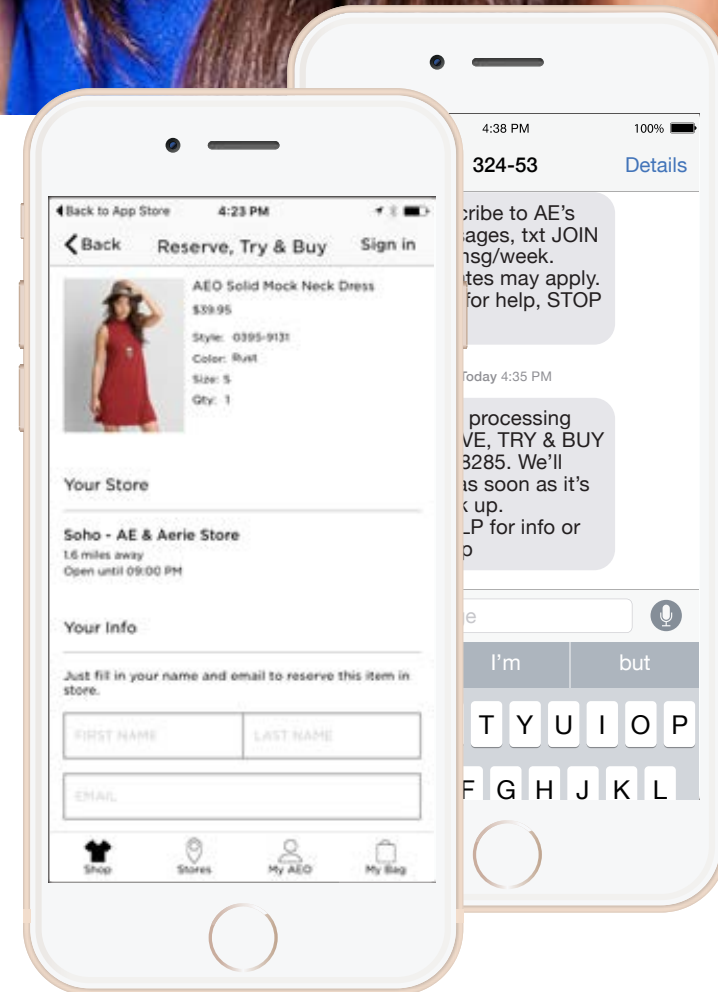 Back to App Store 4:23 PM
Back Reserve, Try & Buy Sign in
AEO Solid Mock Neck Dress
$39.95
Style: 0395-9131
Color: Rust
Size: S
Qty: 1
Your Store
Soho - AE & Aerie Store
1.6 miles away
Open until 09:00 PM
Your Info
Just fill in your name and email to reserve this item in
store.
FIRST NAME LAST NAME
EMAIL
Shop Stores My AEO My Bag
4:38 PM 100%
324-53 Details
cribe to AE's
sages, txt JOIN
msg/week.
tes may apply.
for help, STOP
Today 4:35 PM
processing
VE, TRY & BUY
3285. We'll
as soon as it's
k up.
LP for info or
p
e
I'm but
T Y U I O P
F G H J K L